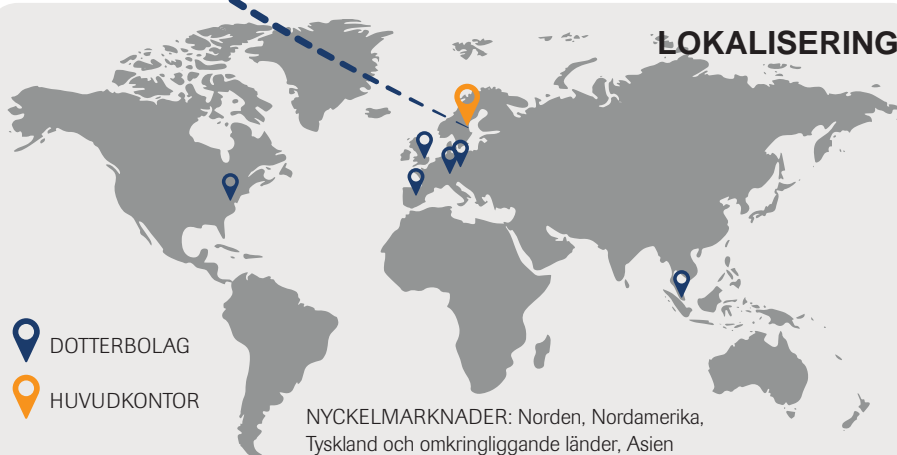 LOKALISERING
DOTTERBOLAG
HUVUDKONTOR
NYCKELMARKNADER: Norden, Nordamerika,
Tyskland och omkringliggande länder, Asien